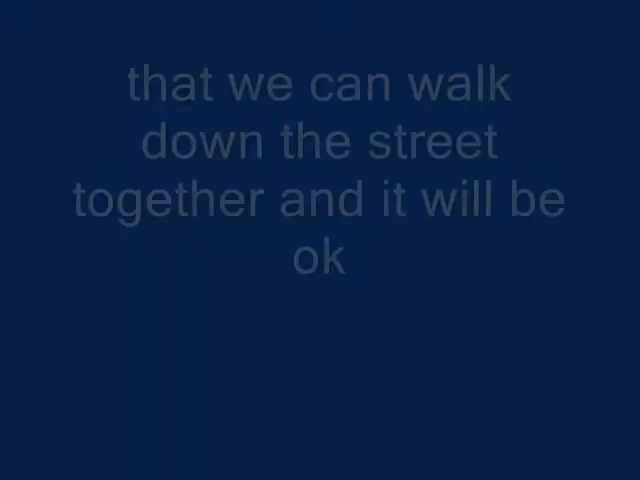 that we can walk
down the street
together and it will be
ok